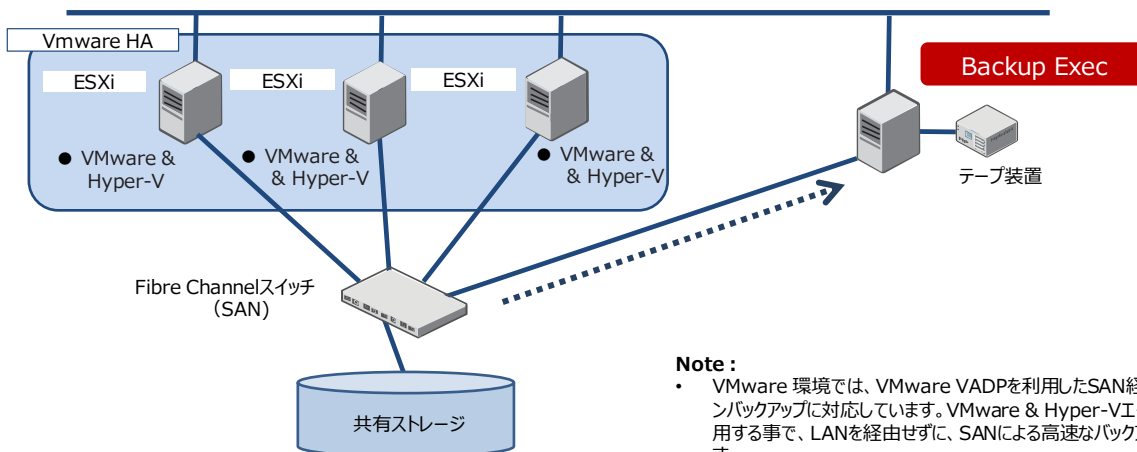 Vmware HA
ESXi
ESXi
ESXi
Backup Exec
● VMware &
Hyper-V
● VMware &
& Hyper-V
● VMware &
& Hyper-V
テープ装置
Fibre Channelスイッチ
（SAN)
共有ストレージ
Note :
• VMware 環境では、VMware VADPを利用したSAN経
ンバックアップに対応しています。VMware & Hyper-Vエ
用する事で、LANを経由せずに、SANによる高速なバック